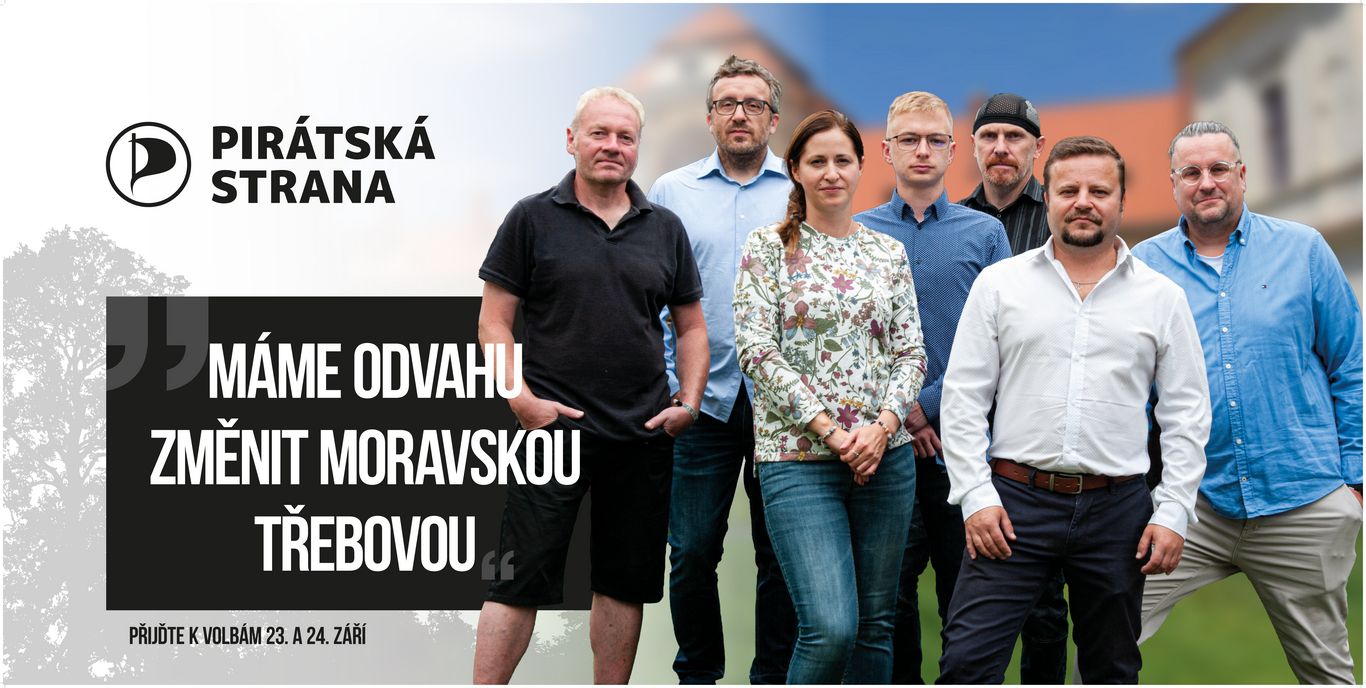 PIRÁTSKÁ
STRANA
”MÁME ODVAHU
ZMĚNIT MORAVSKOU
TŘEBOVOU“
PŘIJĎTE K VOLBÁM 23. A 24. ZÁŘÍ